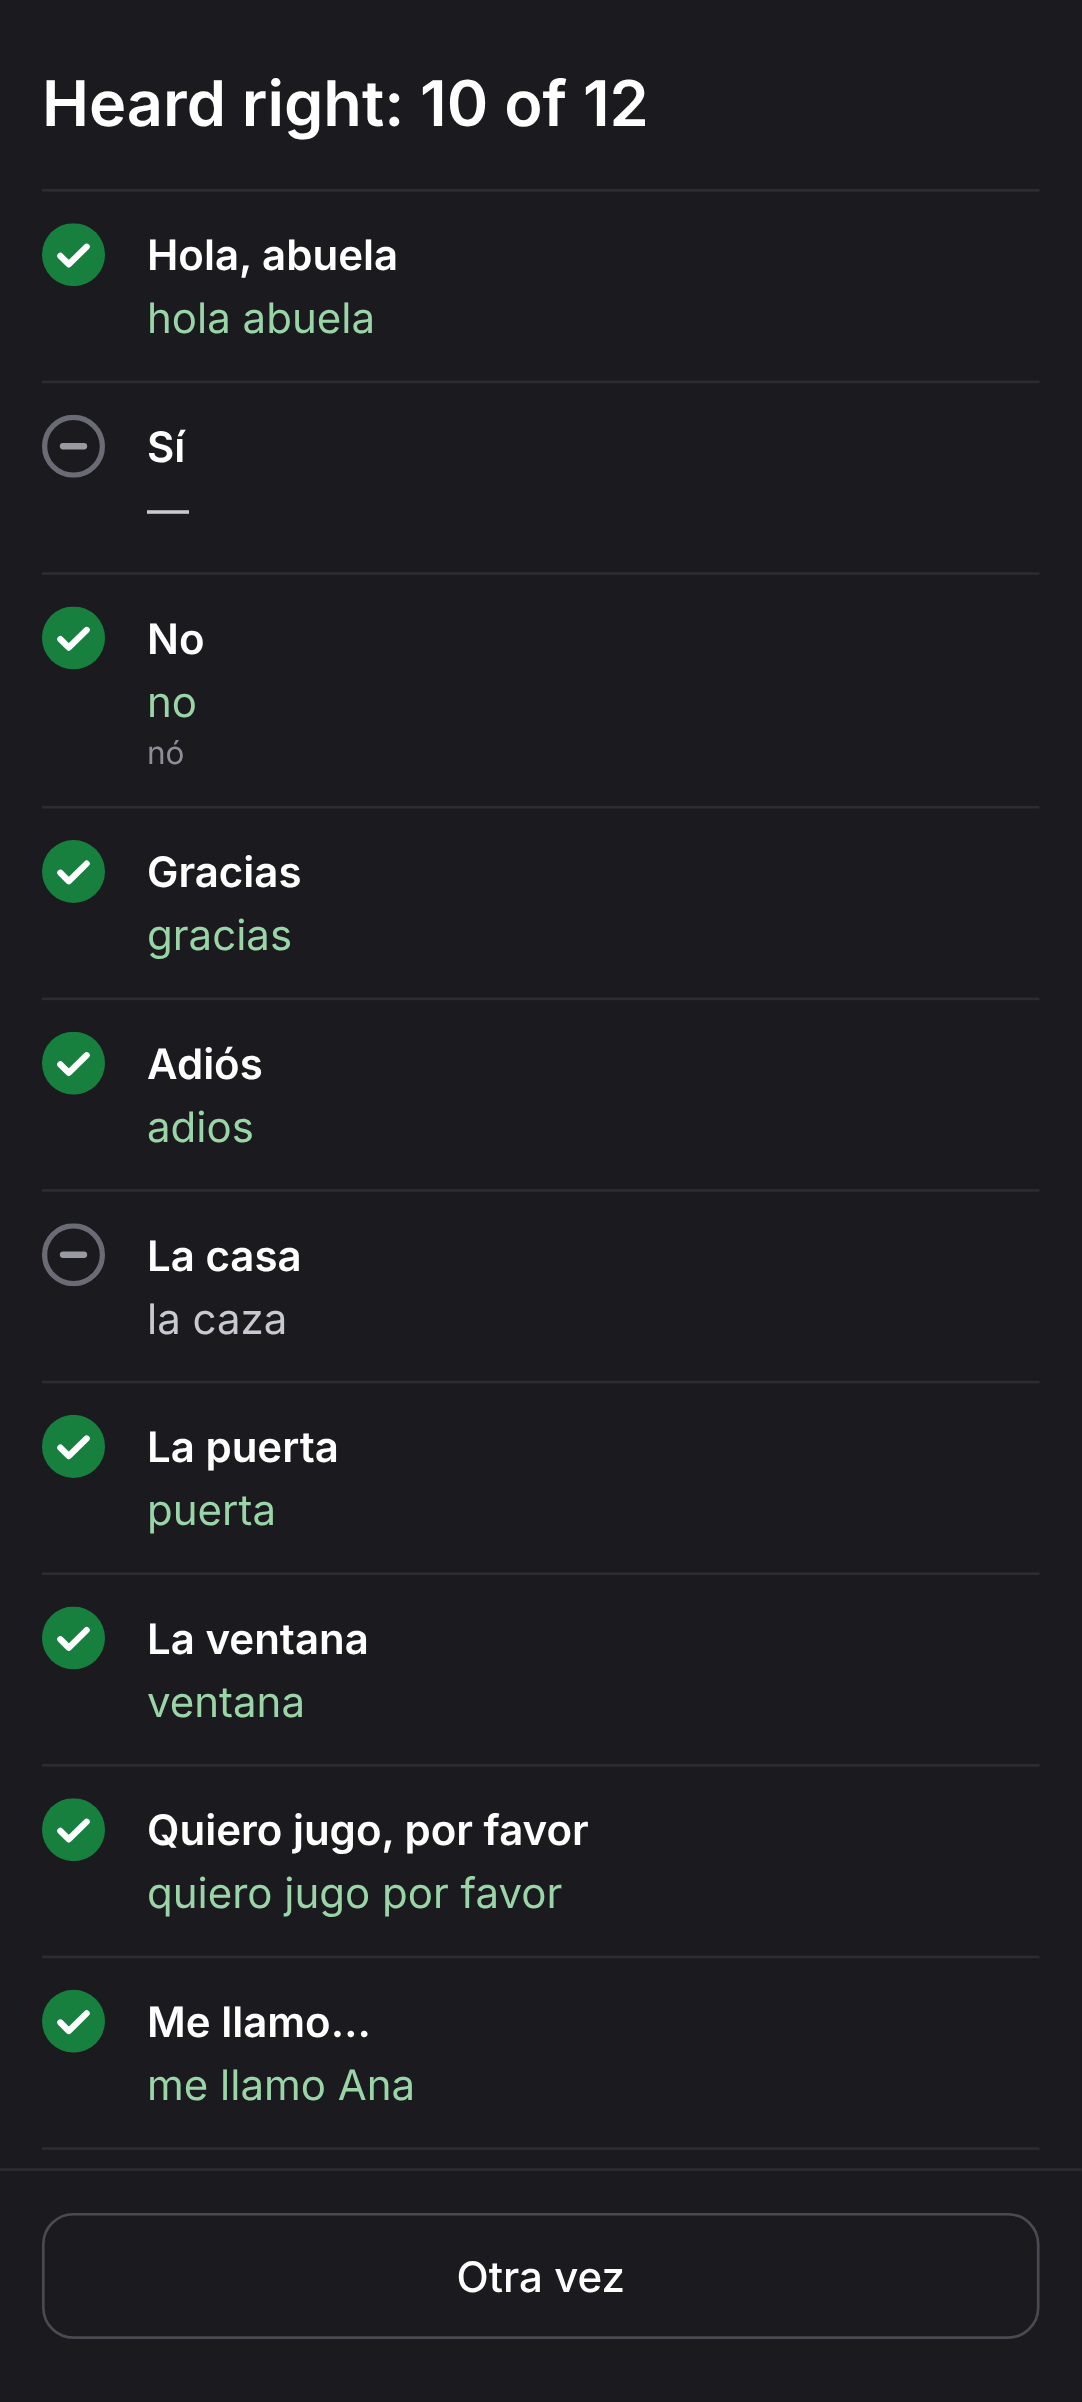 Heard right: 10 of 12
Hola, abuela
hola abuela
Sí
—
No
no
nó
Gracias
gracias
Adiós
adios
La casa
la caza
La puerta
puerta
La ventana
ventana
Quiero jugo, por favor
quiero jugo por favor
Me llamo...
me llamo Ana
Otra vez